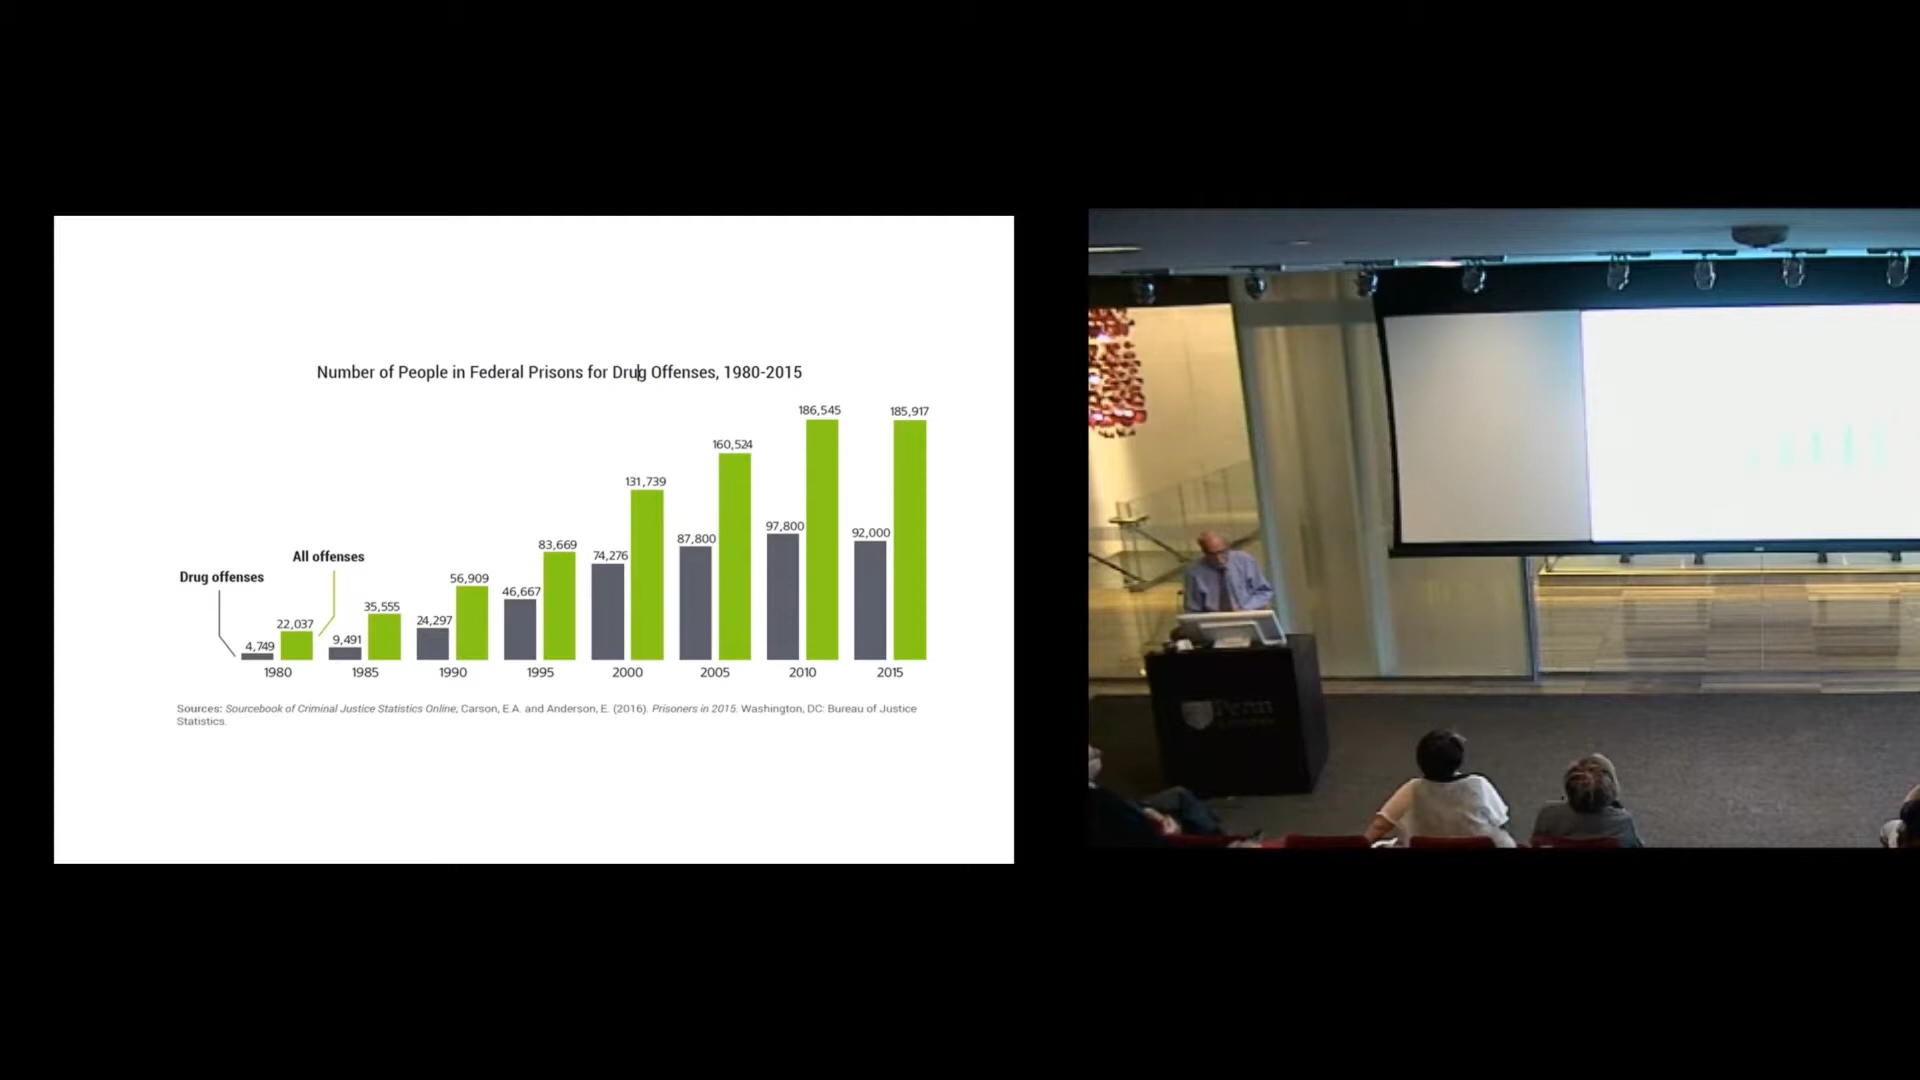 Number of People in Federal Prisons for Drug Offenses, 1980-2015
186,545
185,917
160,524
131,739
97,800
92,000
87,800
83,669
74,276
All offenses
Drug offenses
56,909
46,667
35,555
24,297
22,037
9,491
4,749
1980 1985 1990 1995 2000 2005 2010 2015
Sources: Sourcebook of Criminal Justice Statistics Online; Carson, E.A. and Anderson, E. (2016). Prisoners in 2015. Washington, DC: Bureau of Justice
Statistics.
Penn